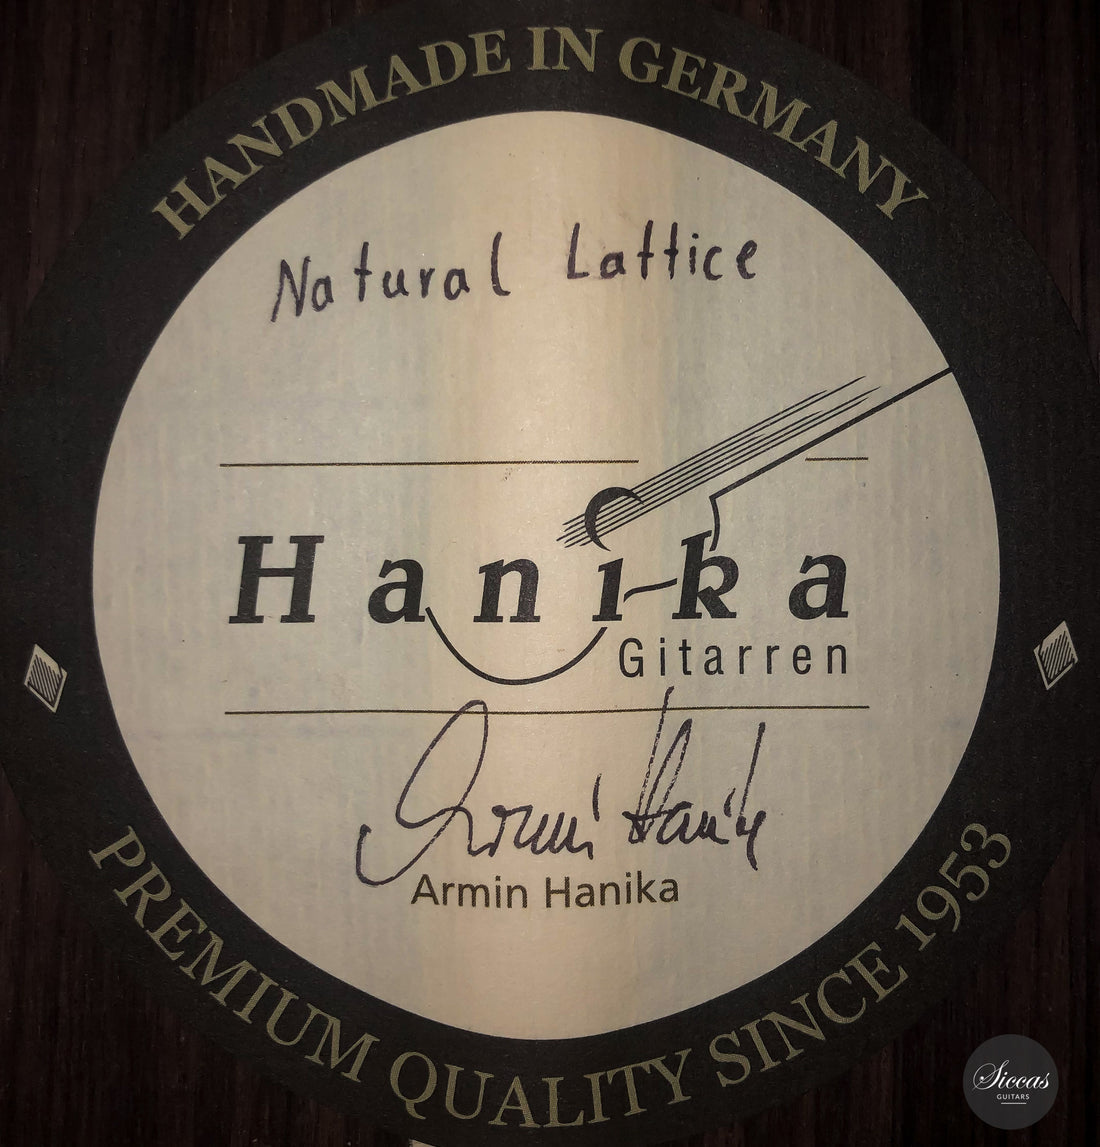 HANDMADE IN GERMANY
Natural Lattice
Hanika
Gitarren
Armin Hanika
Armin Hanika
PREMIUM QUALITY SINCE 1953
Siccas
GUITARS